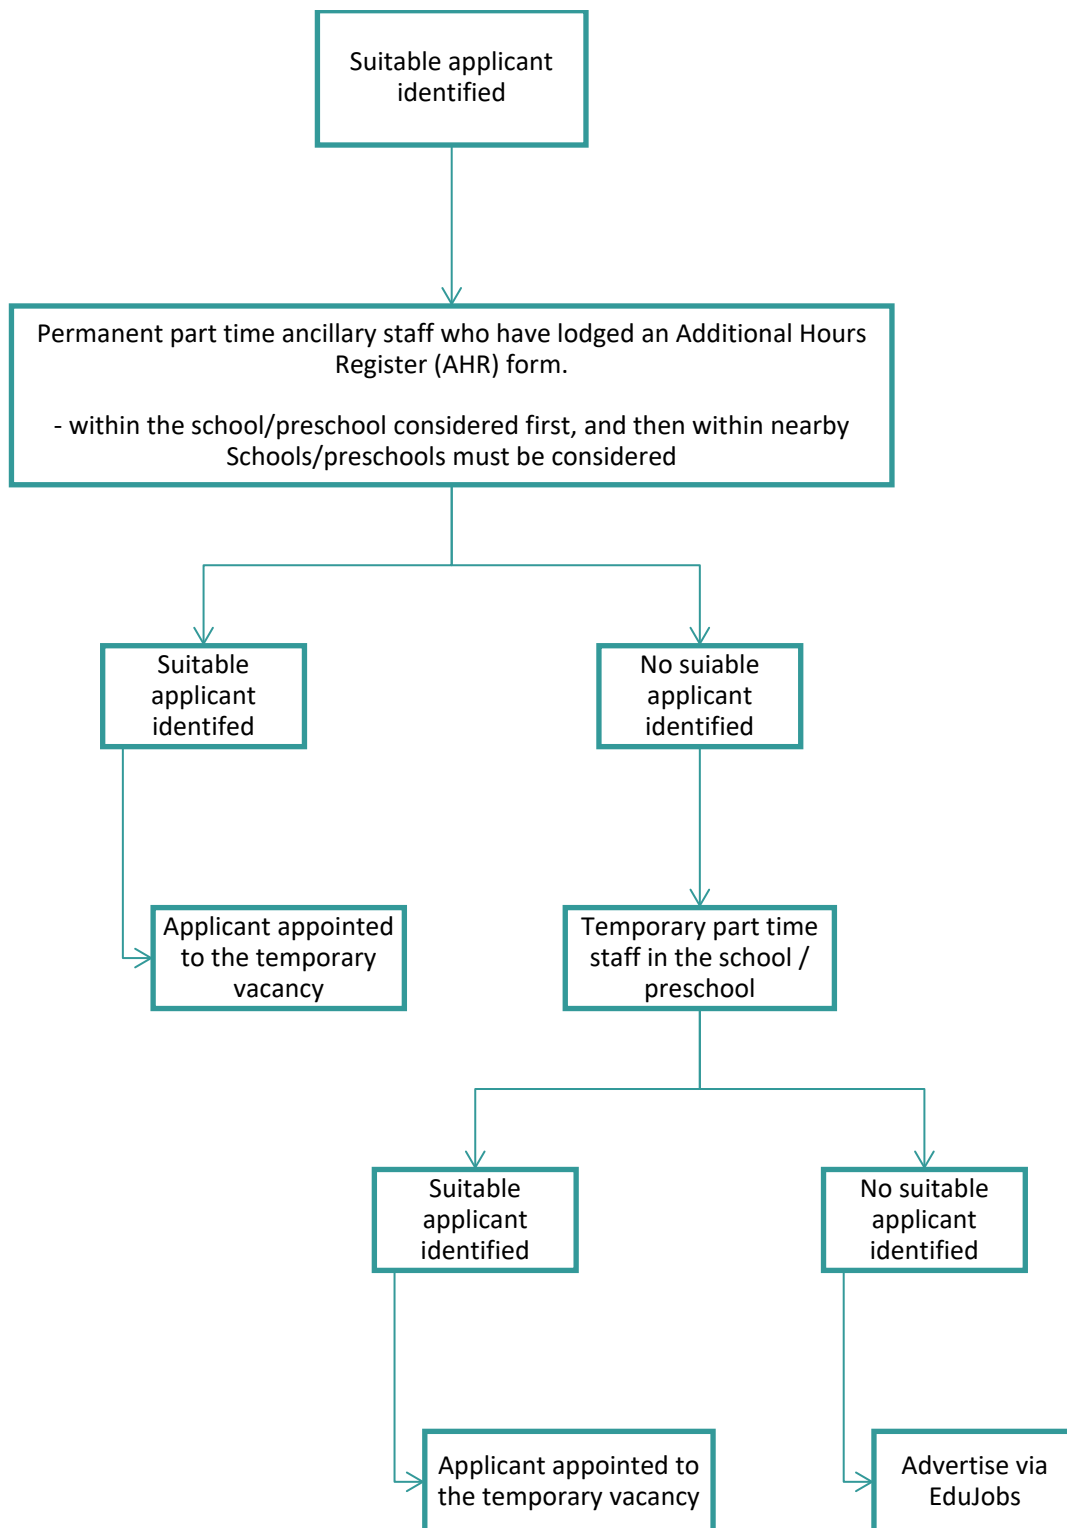 Suitable applicant
identified
Permanent part time ancillary staff who have lodged an Additional Hours
Register (AHR) form.
- within the school/preschool considered first, and then within nearby
Schools/preschools must be considered
Suitable
applicant
identifed
No suiable
applicant
identified
Applicant appointed
to the temporary
vacancy
Temporary part time
staff in the school /
preschool
Suitable
applicant
identified
No suitable
applicant
identified
Applicant appointed to
the temporary vacancy
Advertise via
EduJobs